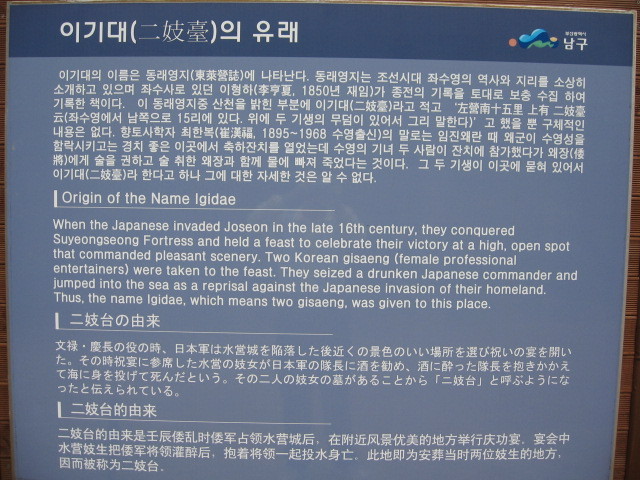 이기대(二妓臺)의 유래
부산광역시
남구
이기대의 이름은 동래영지(東萊營誌)에 나타난다. 동래영지는 조선시대 좌수영의 역사와 지리를 소상히
소개하고 있으며 좌수사로 있던 이형하(李亨夏, 1850년 재임)가 종전의 기록을 토대로 보충 수집 하여
기록한 책이다. 이 동래영지중 산천을 밝힌 부분에 이기대(二妓臺)라고 적고 '左營南十五里 上有 二妓臺
云(좌수영에서 남쪽으로 15리에 있다. 위에 두 기생의 무덤이 있어서 그리 말한다)'고 했을 뿐 구체적인
내용은 없다. 향토사학자 최한복(崔漢福, 1895~1968 수영출신)의 말로는 임진왜란 때 왜군이 수영성을
함락시키고는 경치 좋은 이곳에서 축하잔치를 열었는데 수영의 기녀 두 사람이 잔치에 참가했다가 왜장(倭
將)에게 술을 권하고 술 취한 왜장과 함께 물에 빠져 죽었다는 것이다. 그 두 기생이 이곳에 묻혀 있어서
이기대(二妓臺)라 한다고 하나 그에 대한 자세한 것은 알 수 없다.
Origin of the Name Igidae
When the Japanese invaded Joseon in the late 16th century, they conquered
Suyeongseong Fortress and held a feast to celebrate their victory at a high, open spot
that commanded pleasant scenery. Two Korean gisaeng (female professional
entertainers) were taken to the feast. They seized a drunken Japanese commander and
jumped into the sea as a reprisal against the Japanese invasion of their homeland.
Thus, the name Igidae, which means two gisaeng, was given to this place.
二妓台の由来
文禄・慶長の役の時、日本軍は水営城を陥落した後近くの景色のいい場所を選び祝いの宴を開い
た。その時祝宴に参席した水営の妓女が日本軍の隊長に酒を勧め、酒に酔った隊長を抱きかかえ
て海に身を投げて死んだという。その二人の妓女の墓があることから「二妓台」と呼ぶようにな
ったと伝えられている。
二妓台的由来
二妓台的由来是壬辰倭乱时倭军占领水营城后，在附近风景优美的地方举行庆功宴。宴会中
水营妓生把倭军将领灌醉后，抱着将领一起投水身亡。此地即为安葬当时两位妓生的地方，
因而被称为二妓台。